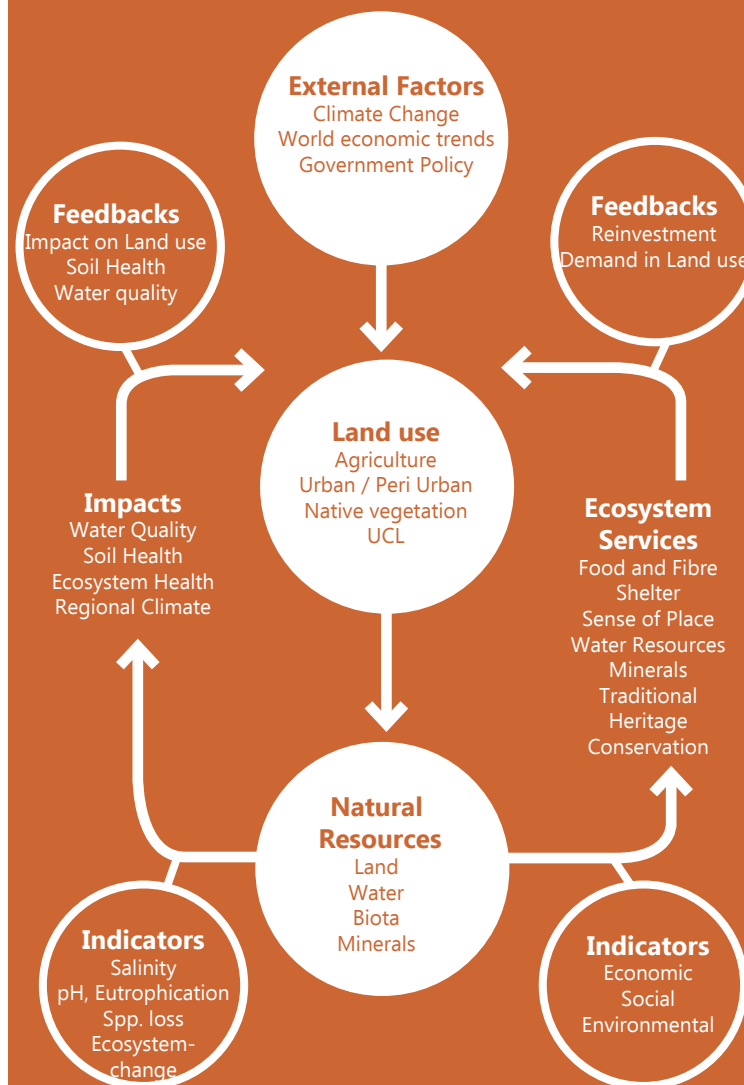 External Factors
Climate Change
World economic trends
Government Policy
Feedbacks
Impact on Land use
Soil Health
Water quality
Feedbacks
Reinvestment
Demand in Land use
Land use
Agriculture
Urban / Peri Urban
Native vegetation
UCL
Impacts
Water Quality
Soil Health
Ecosystem Health
Regional Climate
Ecosystem
Services
Food and Fibre
Shelter
Sense of Place
Water Resources
Minerals
Traditional
Heritage
Conservation
Natural
Resources
Land
Water
Biota
Minerals
Indicators
Salinity
pH, Eutrophication
Spp. loss
Ecosystem-
change
Indicators
Economic
Social
Environmental